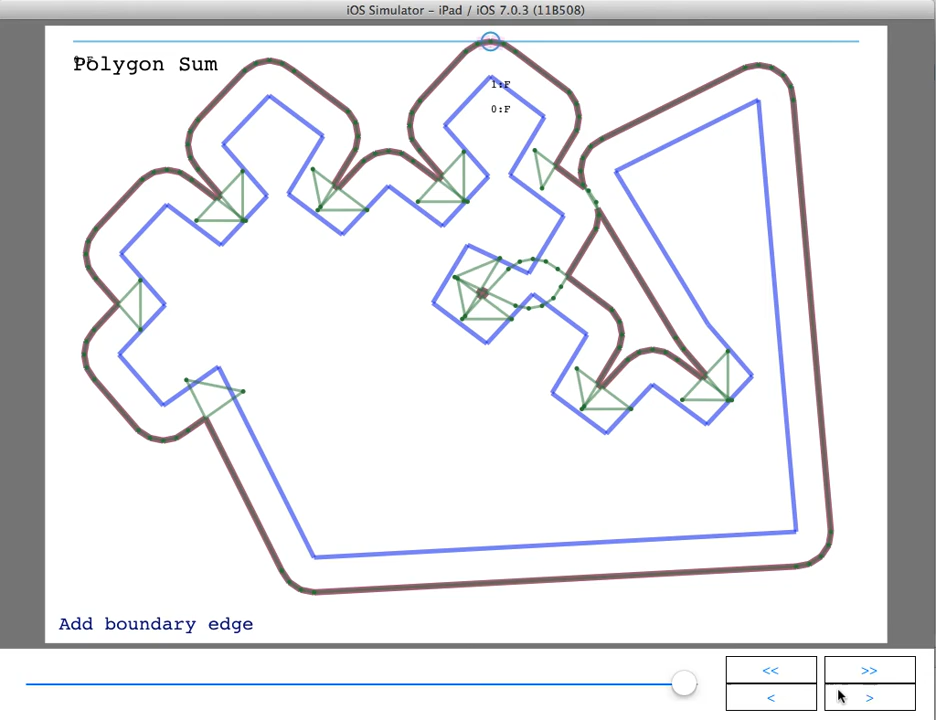 iOS Simulator – iPad / iOS 7.0.3 (11B508)
Polygon Sum
1:F
0:F
Add boundary edge
<< >>
< >